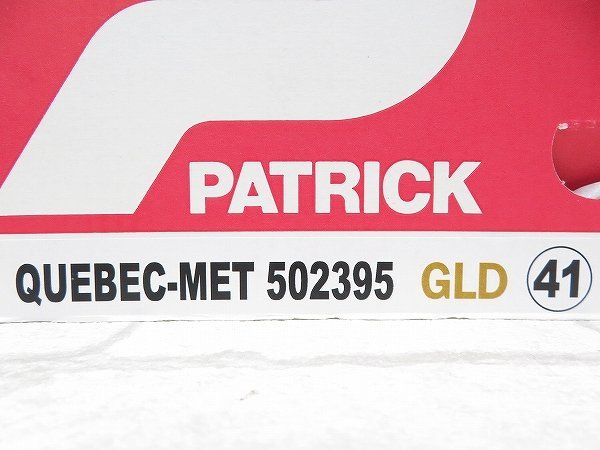 PATRICK
QUEBEC-MET 502395 GLD 41